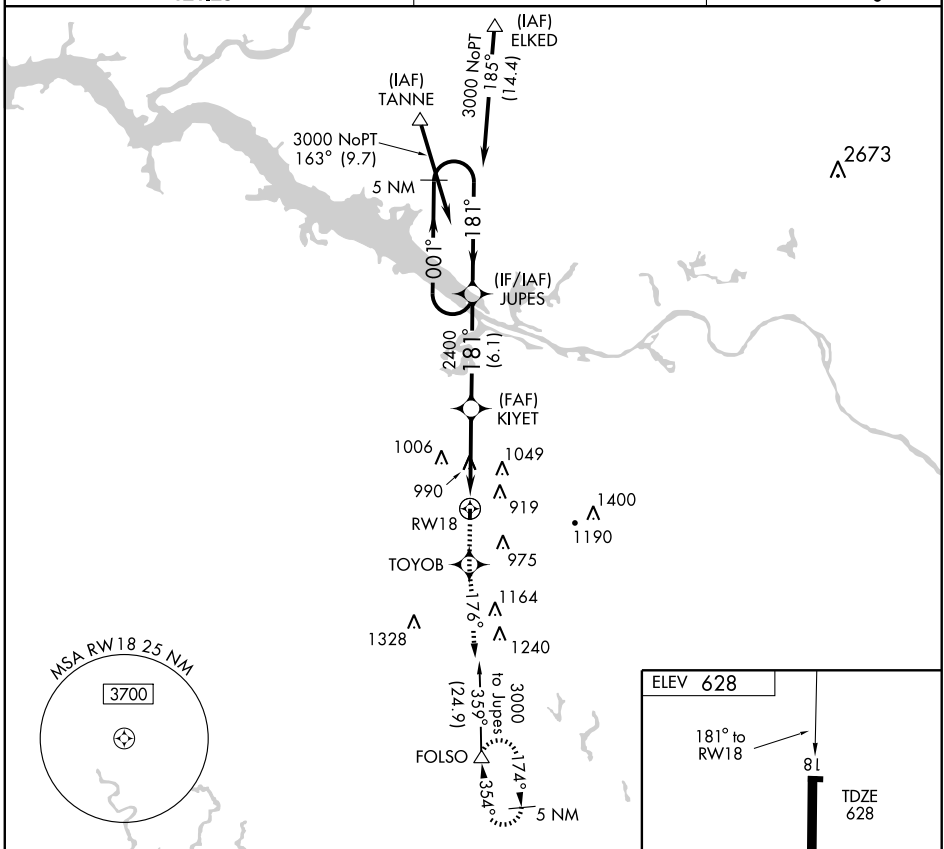 (IAF)
ELKED
3000 NoPT
185°
(14.4)
(IAF)
TANNE
3000 NoPT
163° (9.7)
5 NM
2673
181°
001°
(IF/IAF)
JUPES
2400
181°
(6.1)
(FAF)
KIYET
1006
1049
990
919
1400
RW18
1190
975
TOYOB
176°
1164
1328
1240
MSA RW18 25 NM
3700
3000
to Jupes
359°
(24.9)
FOLSO
174°
354°
5 NM
ELEV 628
181° to
RW18
18
TDZE
628